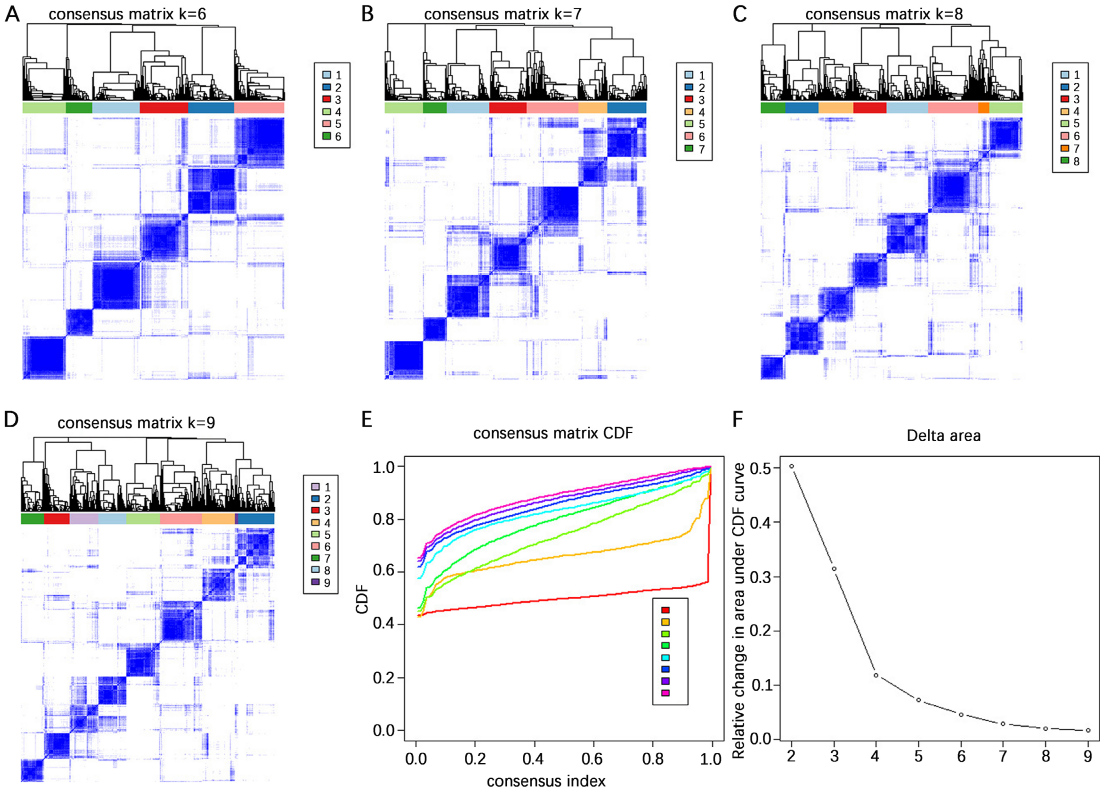 A
consensus matrix k=6
1
2
3
4
5
6
B
consensus matrix k=7
1
2
3
4
5
6
7
C
consensus matrix k=8
1
2
3
4
5
6
7
8
D
consensus matrix k=9
1
2
3
4
5
6
7
8
9
E
consensus matrix CDF
CDF
1.0
0.8
0.6
0.4
0.2
0.0
0.0 0.2 0.4 0.6 0.8 1.0
consensus index
F
Delta area
Relative change in area under CDF curve
0.5
0.4
0.3
0.2
0.1
0.0
2 3 4 5 6 7 8 9